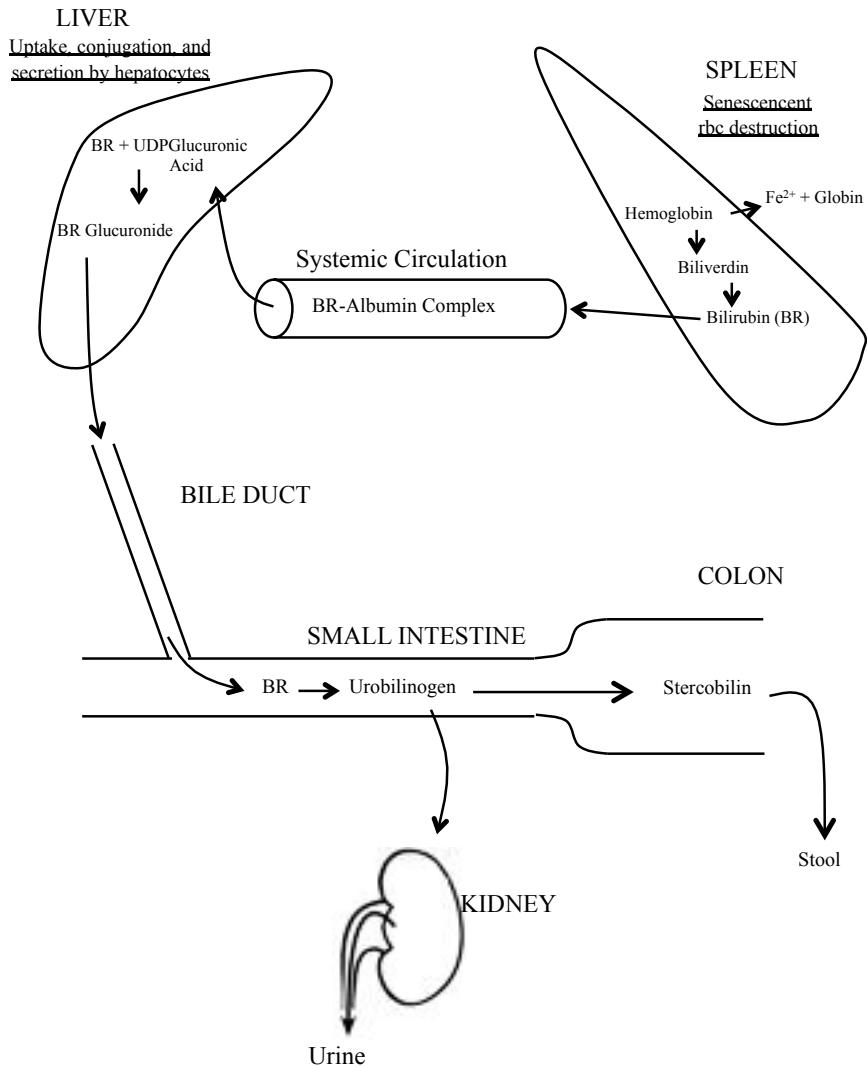 LIVER
Uptake, conjugation, and
secretion by hepatocytes
SPLEEN
Senescencent
rbc destruction
BR + UDPGlucuronic
Acid
BR Glucuronide
Hemoglobin
Fe²⁺ + Globin
Biliverdin
Bilirubin (BR)
Systemic Circulation
BR-Albumin Complex
BILE DUCT
COLON
SMALL INTESTINE
BR
Urobilinogen
Stercobilin
Stool
KIDNEY
Urine